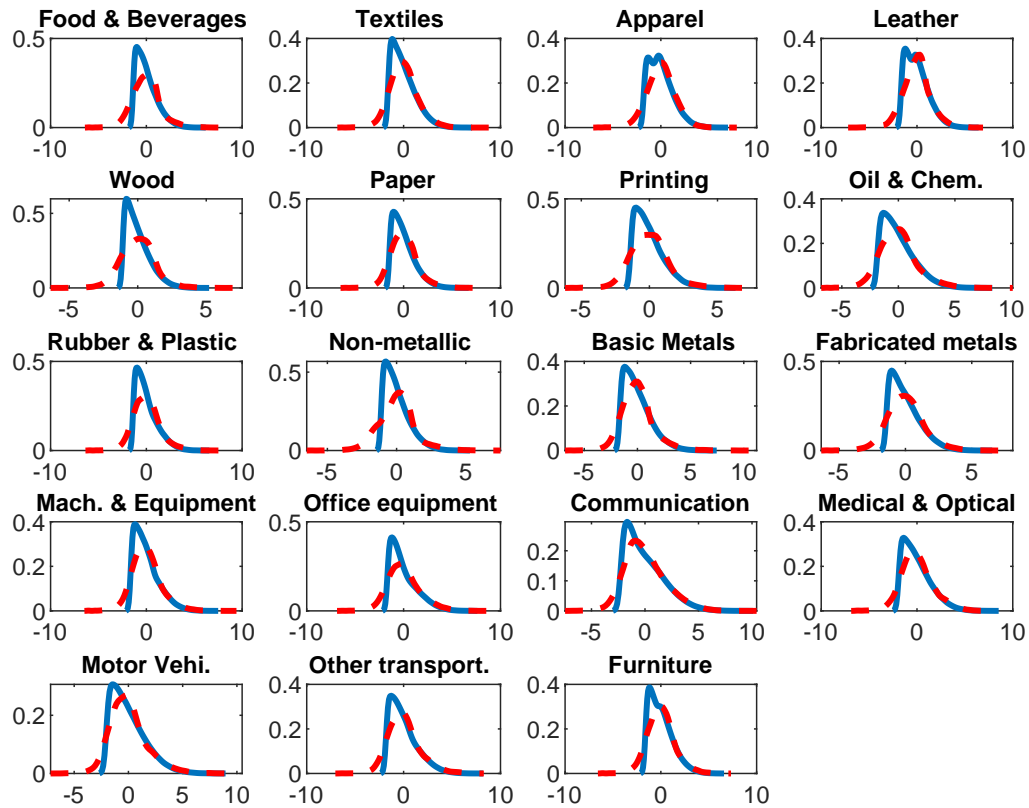 Food & Beverages Textiles Apparel Leather
0.5 0.4 0.4 0.4
0.2 0.2 0.2
0 0 0 0
-10 0 10 -10 0 10 -10 0 10 -10 0 10
Wood Paper Printing Oil & Chem.
0.5 0.5 0.5 0.4
0.2
0 0 0 0
-5 0 5 -10 0 10 -5 0 5 -5 0 5 10
Rubber & Plastic Non-metallic Basic Metals Fabricated metals
0.5 0.5 0.4 0.5
0.2
0 0 0 0
-10 0 10 -5 0 5 -5 0 5 10 -5 0 5
Mach. & Equipment Office equipment Communication Medical & Optical
0.4 0.5 0.2 0.4
0.2 0.1 0.2
0 0 0 0
-10 0 10 -10 0 10 -5 0 5 10 -10 0 10
Motor Vehi. Other transport. Furniture
0.2 0.4 0.4
0.2 0.2
0 0 0
-5 0 5 10 -10 0 10 -10 0 10